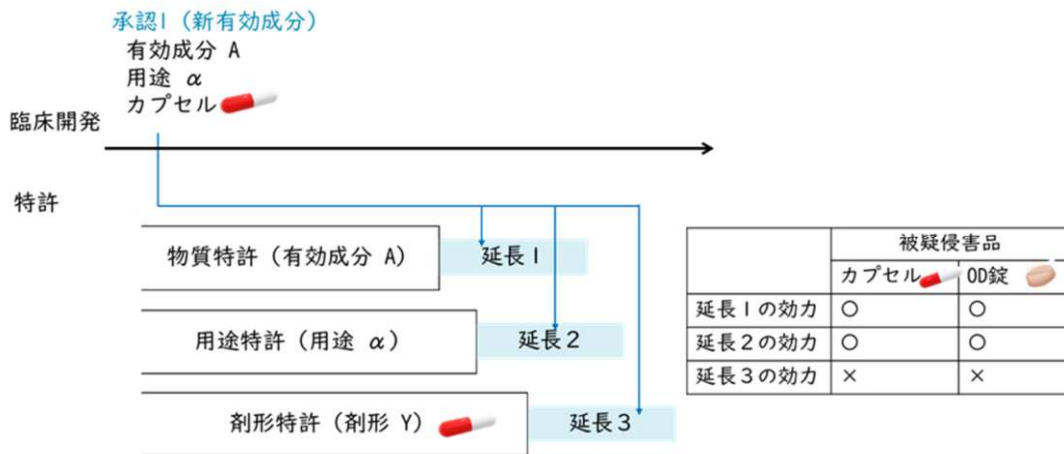 承認1（新有効成分）
有効成分 A
用途 α
カプセル
臨床開発
特許
物質特許（有効成分 A）
延長1
用途特許（用途 α）
延長2
剤形特許（剤形 Y）
延長3
被疑侵害品
カプセル OD錠
延長1の効力 ○ ○
延長2の効力 ○ ○
延長3の効力 × ×